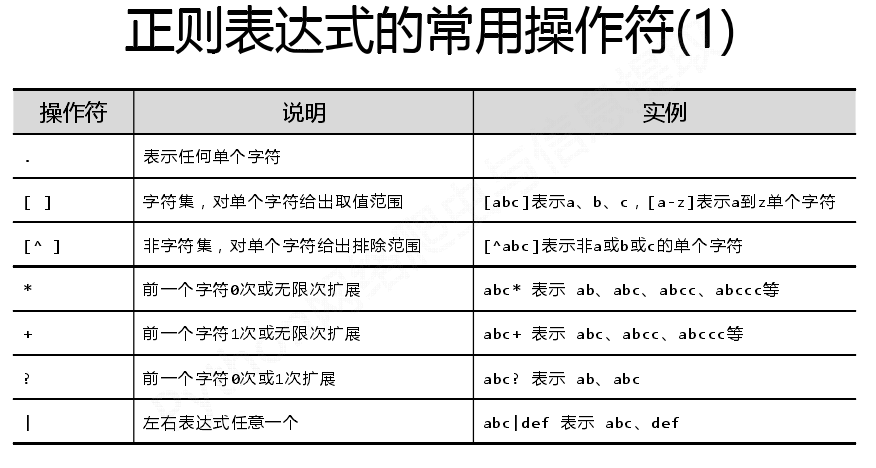 正则表达式的常用操作符(1)
操作符 说明 实例
. 表示任何单个字符
[ ] 字符集，对单个字符给出取值范围 [abc]表示a、b、c，[a-z]表示a到z单个字符
[^ ] 非字符集，对单个字符给出排除范围 [^abc]表示非a或b或c的单个字符
* 前一个字符0次或无限次扩展 abc* 表示 ab、abc、abcc、abccc等
+ 前一个字符1次或无限次扩展 abc+ 表示 abc、abcc、abccc等
? 前一个字符0次或1次扩展 abc? 表示 ab、abc
| 左右表达式任意一个 abc|def 表示 abc、def